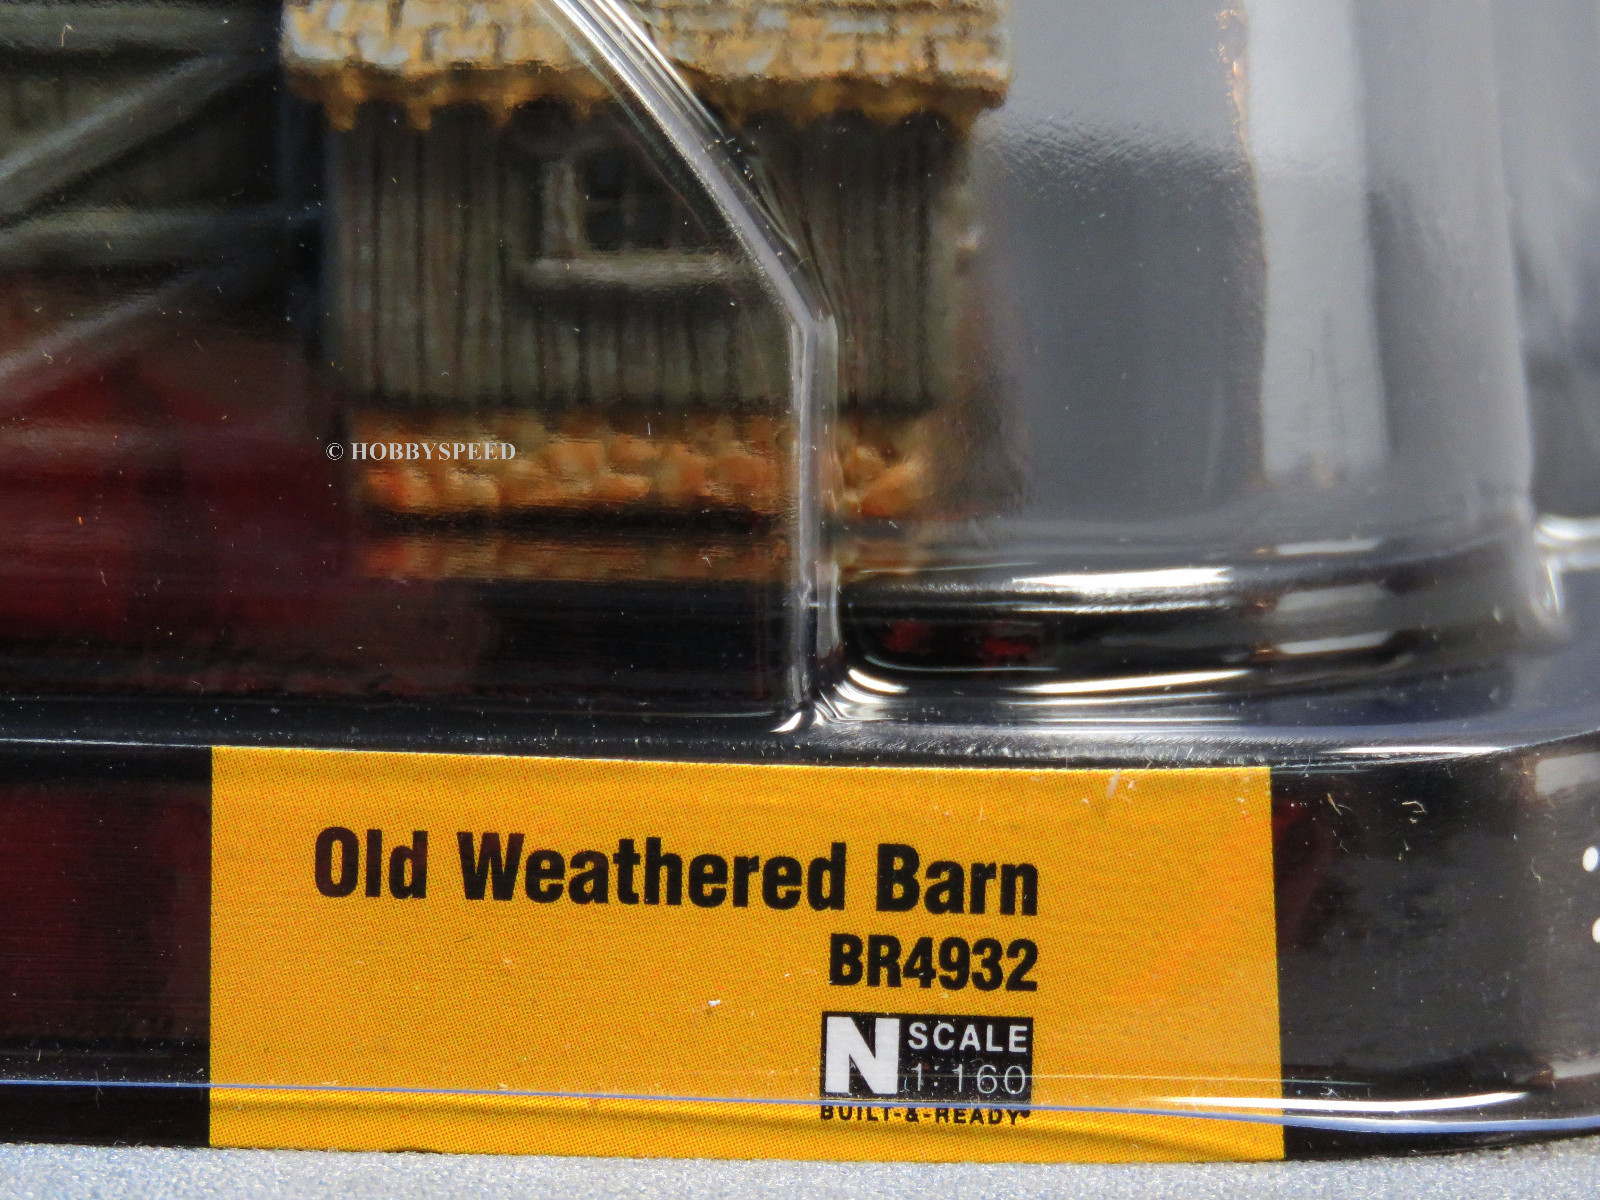 © HOBBYSPEED
Old Weathered Barn
BR4932
N SCALE
1:160
BUILT-&-READY®